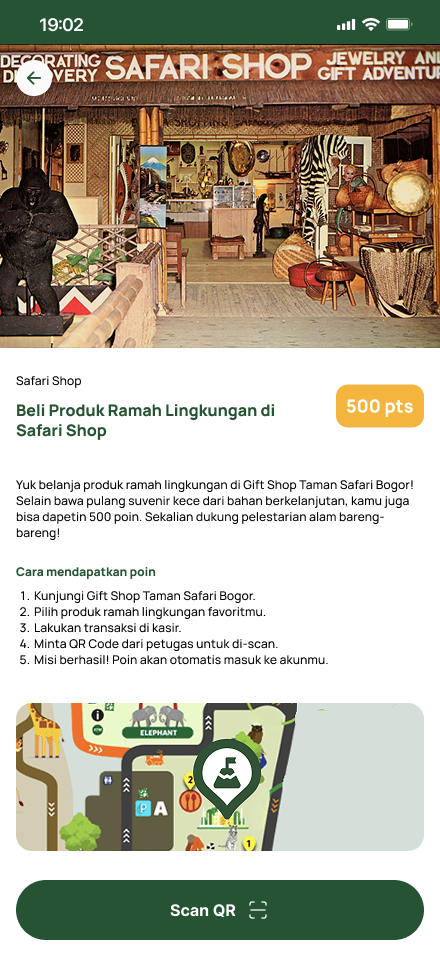 19:02
DECORATING
SAFARI SHOP
JEWELRY AN
GIFT ADVENTU
Safari Shop
Beli Produk Ramah Lingkungan di
Safari Shop
500 pts
Yuk belanja produk ramah lingkungan di Gift Shop Taman Safari Bogor!
Selain bawa pulang suvenir kece dari bahan berkelanjutan, kamu juga
bisa dapetin 500 poin. Sekalian dukung pelestarian alam bareng-
bareng!
Cara mendapatkan poin
1. Kunjungi Gift Shop Taman Safari Bogor.
2. Pilih produk ramah lingkungan favoritmu.
3. Lakukan transaksi di kasir.
4. Minta QR Code dari petugas untuk di-scan.
5. Misi berhasil! Poin akan otomatis masuk ke akunmu.
ELEPHANT
2
P A
1
Scan QR